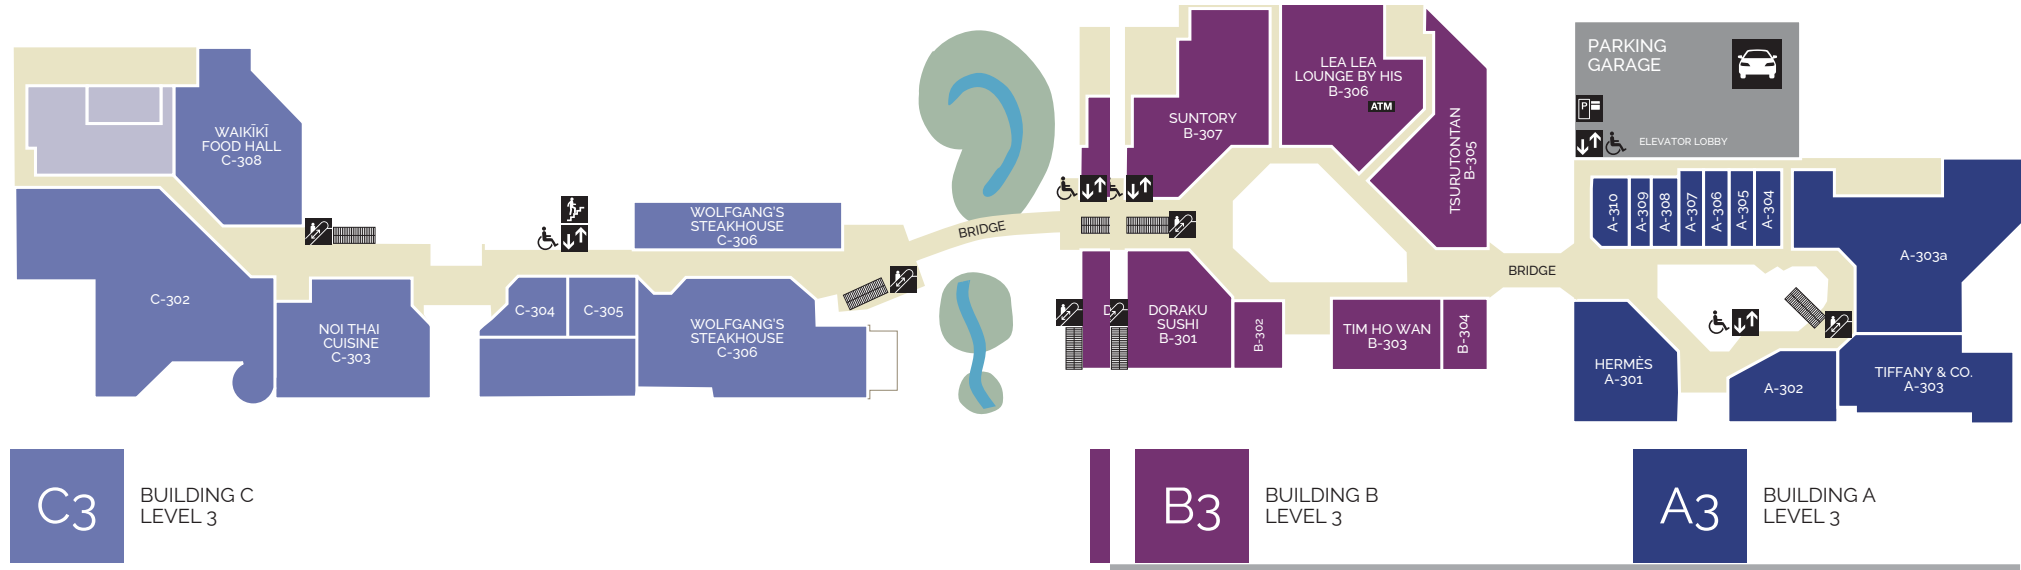 WAIKĪKĪ
FOOD HALL
C-308
C-302
NOI THAI
CUISINE
C-303
C-304
C-305
WOLFGANG'S
STEAKHOUSE
C-306
WOLFGANG'S
STEAKHOUSE
C-306
BRIDGE
SUNTORY
B-307
LEA LEA
LOUNGE BY HIS
B-306
ATM
TSURUTONTAN
B-305
D
DORAKU
SUSHI
B-301
B-302
TIM HO WAN
B-303
B-304
BRIDGE
PARKING
GARAGE
P
ELEVATOR LOBBY
A-310
A-309
A-308
A-307
A-306
A-305
A-304
A-303a
HERMÈS
A-301
A-302
TIFFANY & CO.
A-303
C3
BUILDING C
LEVEL 3
B3
BUILDING B
LEVEL 3
A3
BUILDING A
LEVEL 3